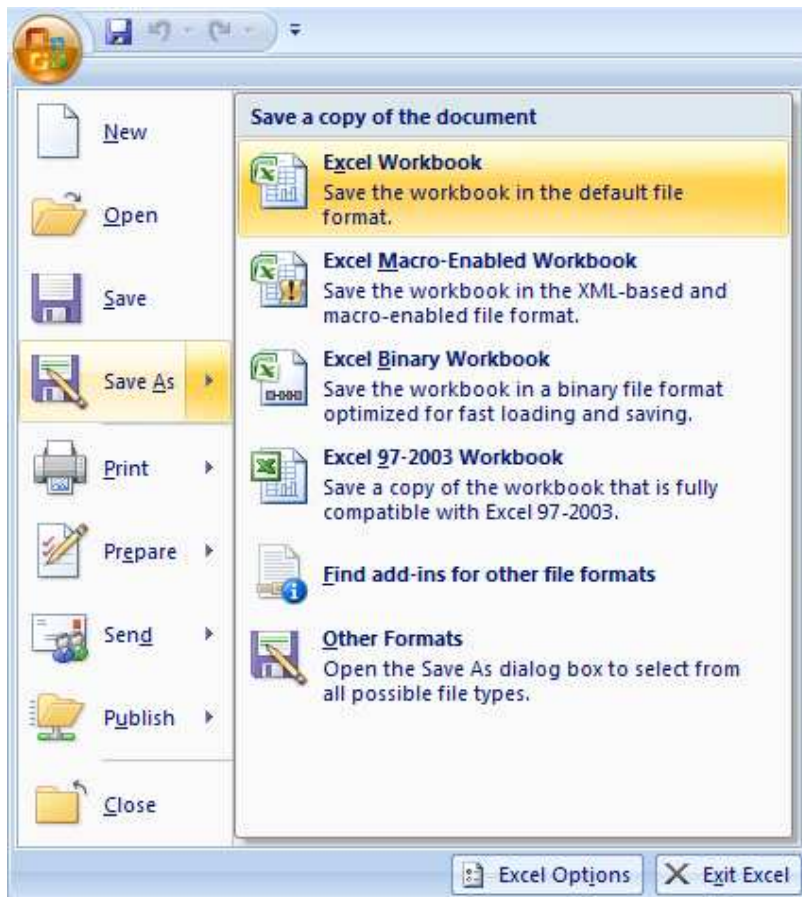 New
Open
Save
Save As
Print
Prepare
Send
Publish
Close
Save a copy of the document
Excel Workbook
Save the workbook in the default file
format.
Excel Macro-Enabled Workbook
Save the workbook in the XML-based and
macro-enabled file format.
Excel Binary Workbook
Save the workbook in a binary file format
optimized for fast loading and saving.
Excel 97-2003 Workbook
Save a copy of the workbook that is fully
compatible with Excel 97-2003.
Find add-ins for other file formats
Other Formats
Open the Save As dialog box to select from
all possible file types.
Excel Options
Exit Excel